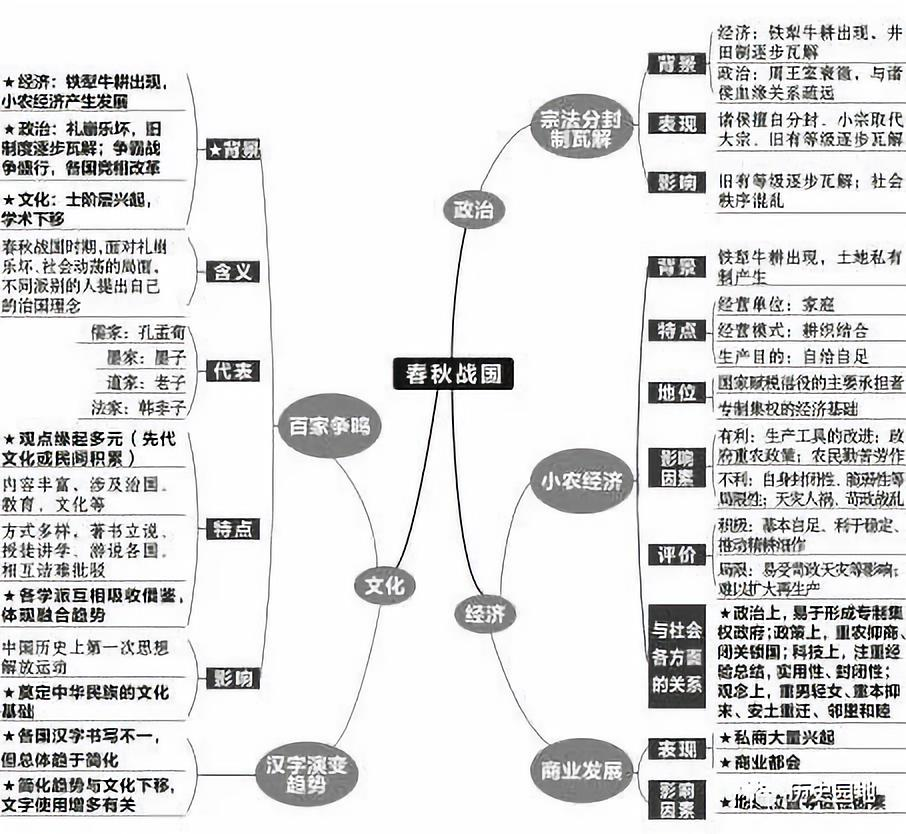 春秋战国
政治
宗法分封
制瓦解
背景
经济：铁犁牛耕出现、井
田制逐步瓦解
政治：周王室衰微，与诸
侯血缘关系疏远
表现
诸侯擅自分封、小宗取代
大宗、旧有等级逐步瓦解
影响
旧有等级逐步瓦解；社会
秩序混乱
经济
小农经济
背景
铁犁牛耕出现，土地私有
制产生
特点
经营单位：家庭
经营模式：耕织结合
生产目的：自给自足
地位
国家赋税徭役的主要承担者
专制集权的经济基础
影响
因素
有利：生产工具的改进；政
府重农政策；农民勤苦劳作
不利：自身封闭性、脆弱性等
局限性；天灾人祸、苛政战乱
评价
积极：基本自足、利于稳定、
推动精耕细作
局限：易受苛政天灾等影响；
难以扩大再生产
与社会
各方面
的关系
★政治上，易于形成专制集
权政府；政策上，重农抑商、
闭关锁国；科技上，注重经
验总结，实用性、封闭性；
观念上，重男轻女、重本抑
末、安土重迁、邻里和睦
商业发展
表现
★私商大量兴起
★商业都会
影响
因素
历史园地
文化
百家争鸣
★背景
★经济：铁犁牛耕出现，
小农经济产生发展
★政治：礼崩乐坏，旧
制度逐步瓦解；争霸战
争盛行，各国竞相改革
★文化：士阶层兴起，
学术下移
含义
春秋战国时期，面对礼崩
乐坏、社会动荡的局面，
不同派别的人提出自己
的治国理念
代表
儒家：孔孟荀
墨家：墨子
道家：老子
法家：韩非子
特点
★观点缘起多元（先代
文化或民间积累）
内容丰富、涉及治国、
教育，文化等
方式多样，著书立说、
授徒讲学、游说各国、
相互诘难批驳
★各学派互相吸收借鉴，
体现融合趋势
影响
中国历史上第一次思想
解放运动
★奠定中华民族的文化
基础
汉字演变
趋势
★各国汉字书写不一，
但总体趋于简化
★简化趋势与文化下移，
文字使用增多有关